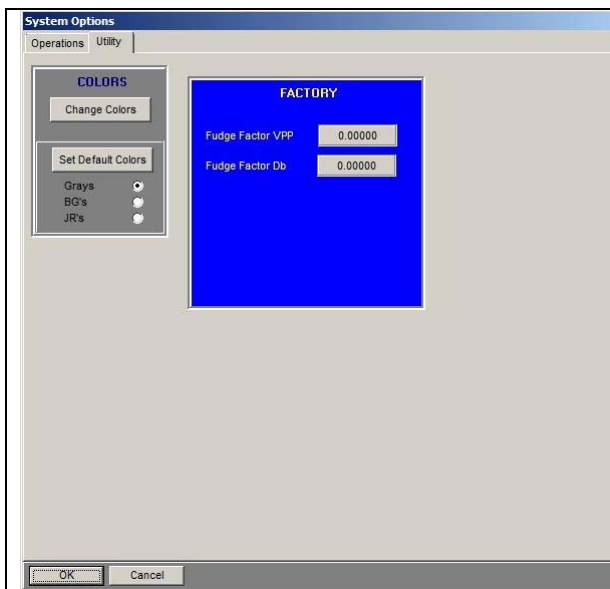 System Options
Operations Utility
COLORS
Change Colors
Set Default Colors
Grays
BG's
JR's
FACTORY
Fudge Factor VPP 0.00000
Fudge Factor Db 0.00000
OK Cancel